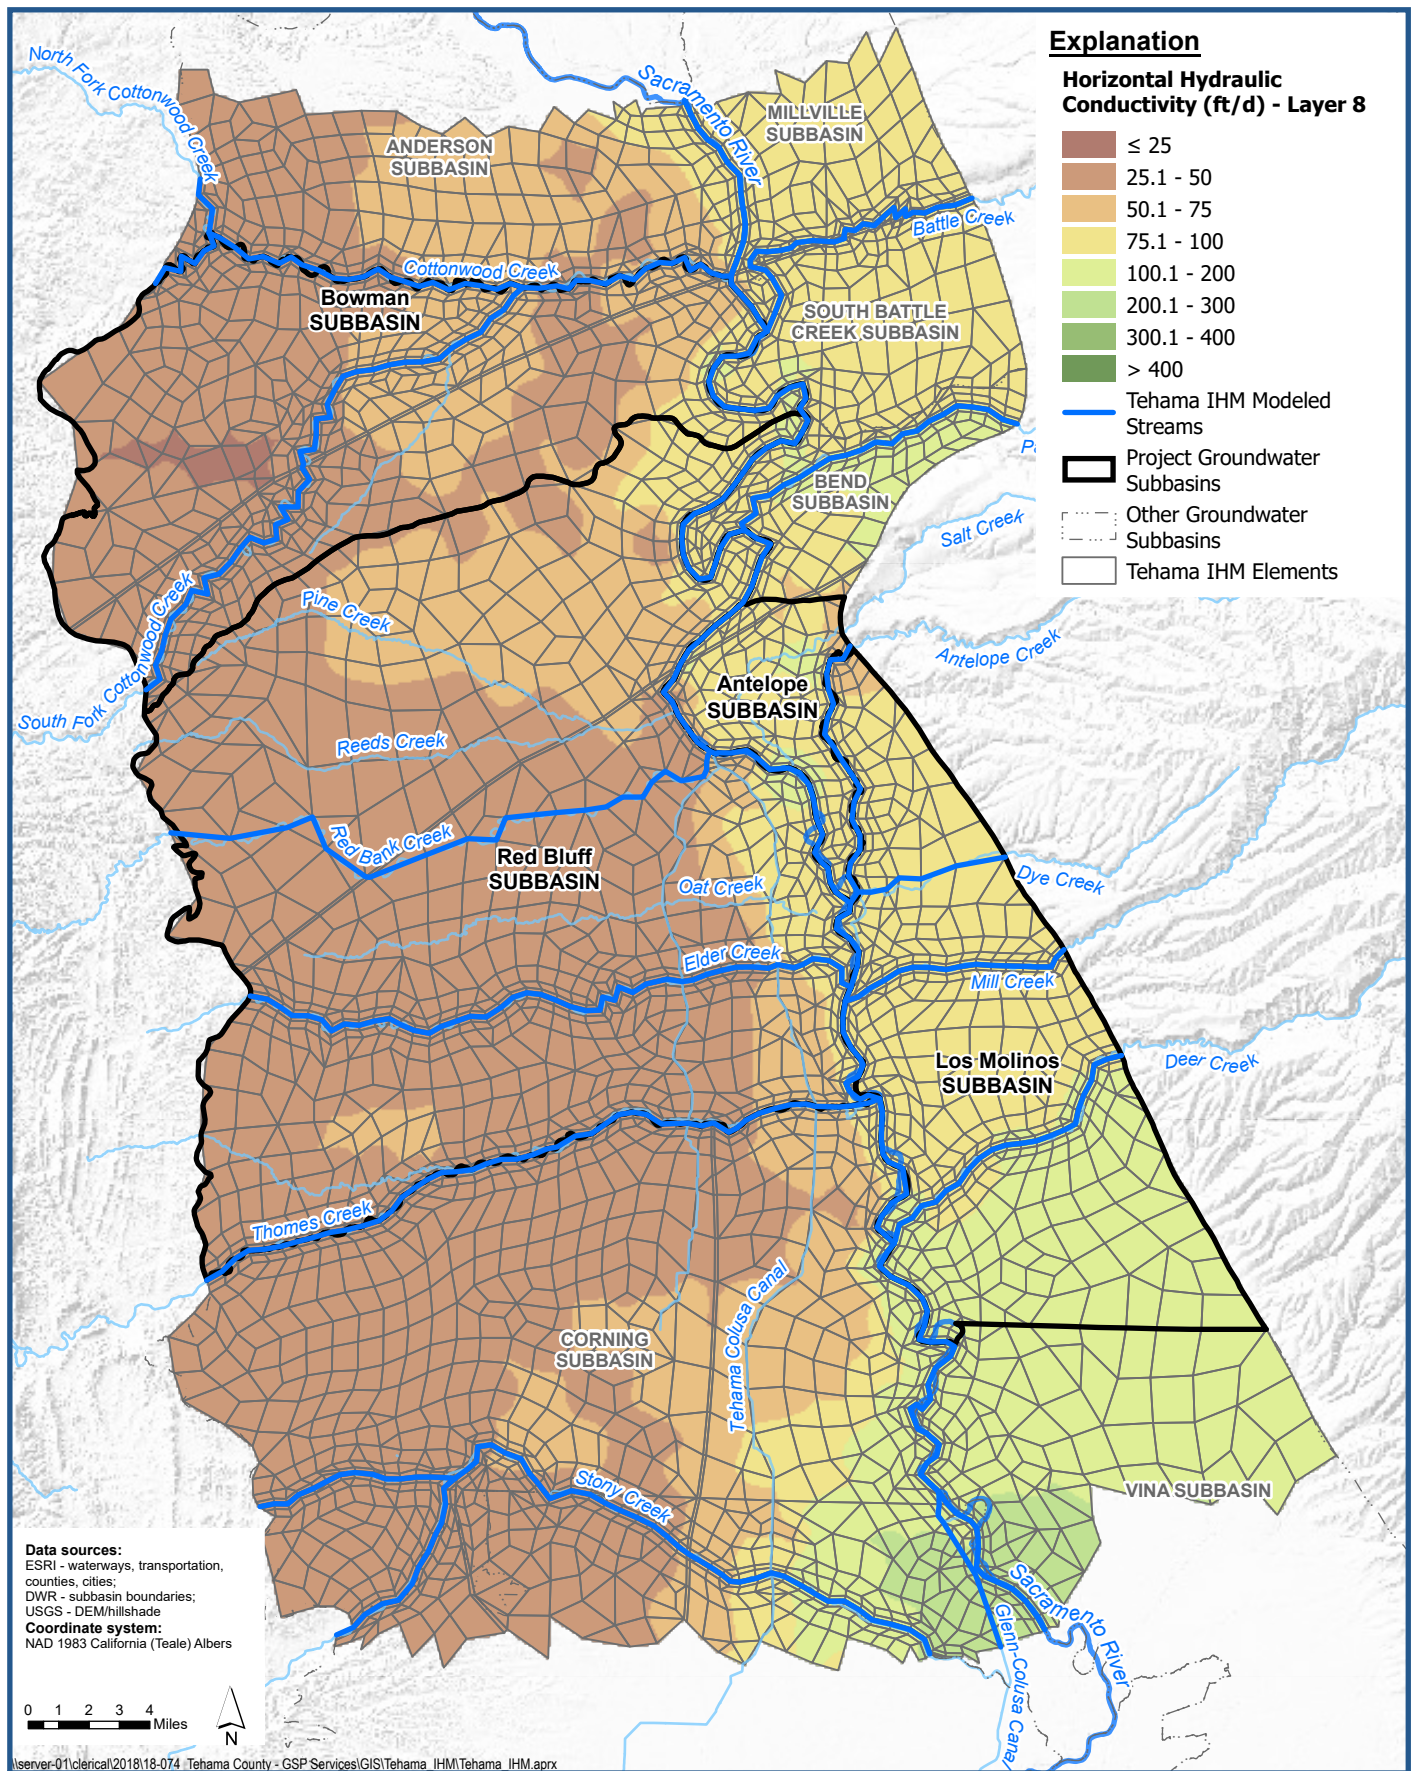 Explanation
Horizontal Hydraulic
Conductivity (ft/d) - Layer 8
≤ 25
25.1 - 50
50.1 - 75
75.1 - 100
100.1 - 200
200.1 - 300
300.1 - 400
> 400
Tehama IHM Modeled
Streams
Project Groundwater
Subbasins
Other Groundwater
Subbasins
Tehama IHM Elements
North Fork Cottonwood Creek
Sacramento River
MILLVILLE
SUBBASIN
ANDERSON
SUBBASIN
Battle Creek
Cottonwood Creek
Bowman
SUBBASIN
SOUTH BATTLE
CREEK SUBBASIN
BEND
SUBBASIN
Salt Creek
Pine Creek
South Fork Cottonwood Creek
Antelope Creek
Antelope
SUBBASIN
Reeds Creek
Red Bank Creek
Red Bluff
SUBBASIN
Oat Creek
Dye Creek
Elder Creek
Mill Creek
Los Molinos
SUBBASIN
Deer Creek
Thomes Creek
Tehama Colusa Canal
CORNING
SUBBASIN
Stony Creek
VINA SUBBASIN
Sacramento River
Glenn-Colusa Canal
Data sources:
ESRI - waterways, transportation,
counties, cities;
DWR - subbasin boundaries;
USGS - DEM/hillshade
Coordinate system:
NAD 1983 California (Teale) Albers
0 1 2 3 4
Miles
N
\\server-01\clerical\2018\18-074_Tehama County - GSP Services\GIS\Tehama_IHM\Tehama_IHM.aprx